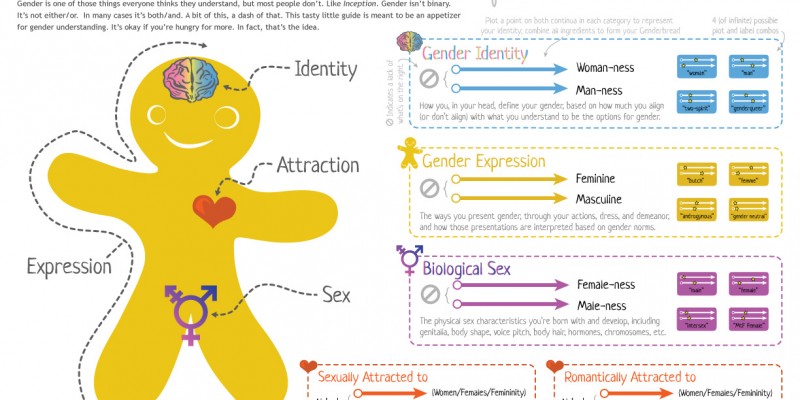 Gender is one of those things everyone thinks they understand, but most people don't. Like Inception. Gender isn't binary.
It's not either/or. In many cases it's both/and. A bit of this, a dash of that. This tasty little guide is meant to be an appetizer
for gender understanding. It's okay if you're hungry for more. In fact, that's the idea.
Identity
Attraction
Expression
Sex
Plot a point on both continua in each category to represent
your identity; combine all ingredients to form your Genderbread
4 (of infinite) possible
plot and label combos
Indicates a lack of
what's on the right.
Gender Identity
Woman-ness
Man-ness
How you, in your head, define your gender, based on how much you align
(or don't align) with what you understand to be the options for gender.
"woman"
"man"
"two-spirit"
"genderqueer"
Gender Expression
Feminine
Masculine
The ways you present gender, through your actions, dress, and demeanor,
and how those presentations are interpreted based on gender norms.
"butch"
"femme"
"androgynous"
"gender neutral"
Biological Sex
Female-ness
Male-ness
The physical sex characteristics you're born with and develop, including
genitalia, body shape, voice pitch, body hair, hormones, chromosomes, etc.
"male"
"female"
"intersex"
"MtF Female"
Sexually Attracted to
(Women/Females/Femininity)
Romantically Attracted to
(Women/Females/Femininity)